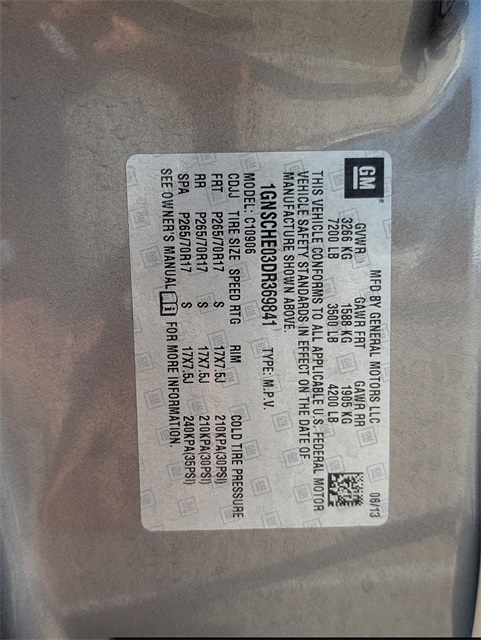 GM
MFD BY GENERAL MOTORS LLC 06/13
GVWR GAWR FRT GAWR RR
3266 KG 1588 KG 1905 KG
7200 LB 3500 LB 4200 LB
THIS VEHICLE CONFORMS TO ALL APPLICABLE U.S. FEDERAL MOTOR
VEHICLE SAFETY STANDARDS IN EFFECT ON THE DATE OF
MANUFACTURE SHOWN ABOVE.
1GNSCHED3DR369841 TYPE: M.P.V.
MODEL: C10906
CDJJ TIRE SIZE SPEED RTG RIM COLD TIRE PRESSURE
FRT P265/70R17 S 17X7.5J 210KPA(30PSI)
RR P265/70R17 S 17X7.5J 210KPA(30PSI)
SPA P265/70R17 S 17X7.5J 240KPA(35PSI)
SEE OWNER'S MANUAL FOR MORE INFORMATION.